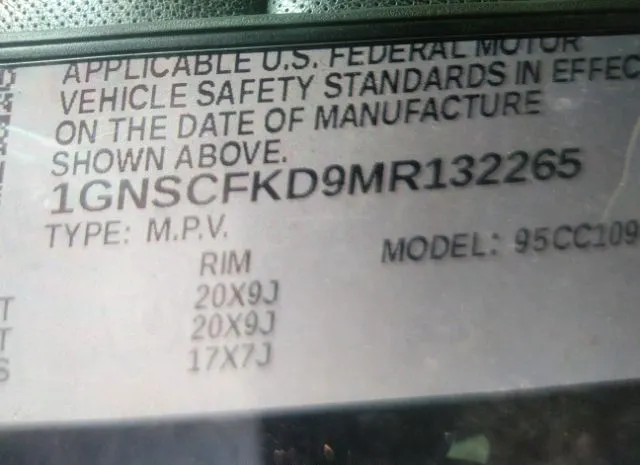 APPLICABLE U.S. FEDERAL MOTOR
VEHICLE SAFETY STANDARDS IN EFFEC
ON THE DATE OF MANUFACTURE
SHOWN ABOVE.
1GNSCFKD9MR132265
TYPE: M.P.V. MODEL: 95CC109
RIM
T 20X9J
T 20X9J
S 17X7J